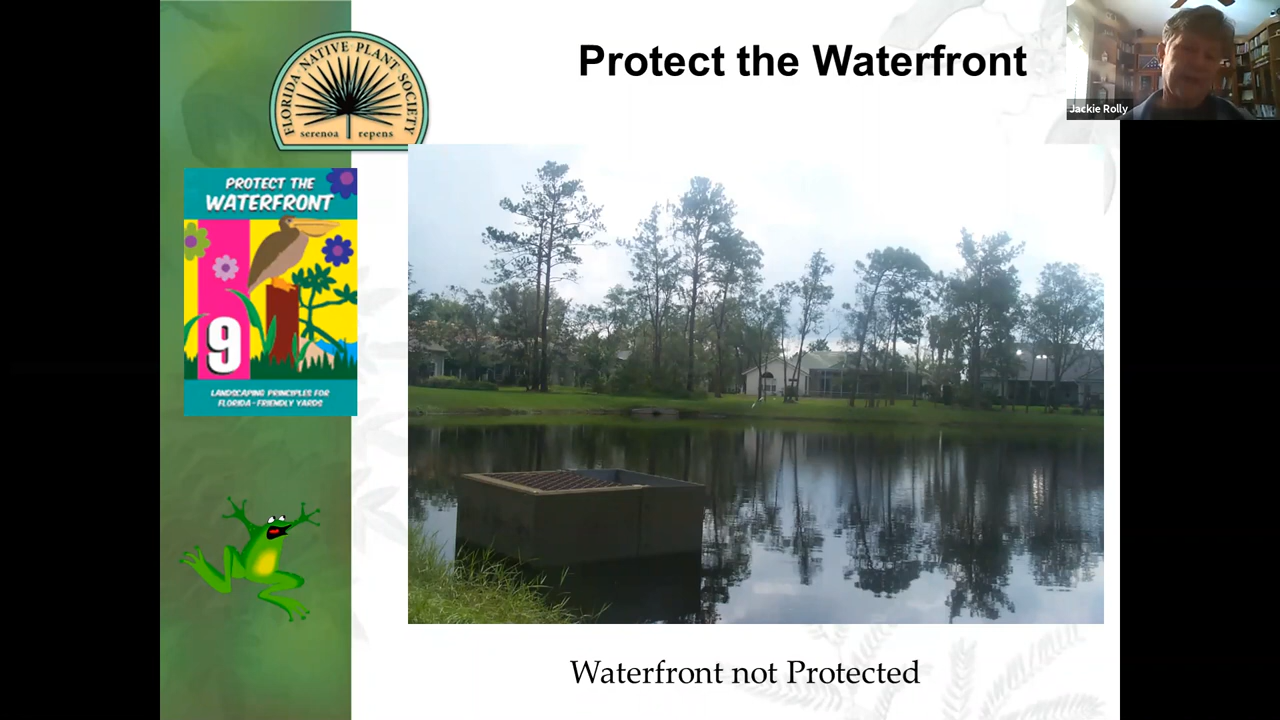 Protect the Waterfront
Jackie Rolly
FLORIDA NATIVE PLANT SOCIETY
serenoa repens
PROTECT THE
WATERFRONT
9
LANDSCAPING PRINCIPLES FOR
FLORIDA-FRIENDLY YARDS
Waterfront not Protected